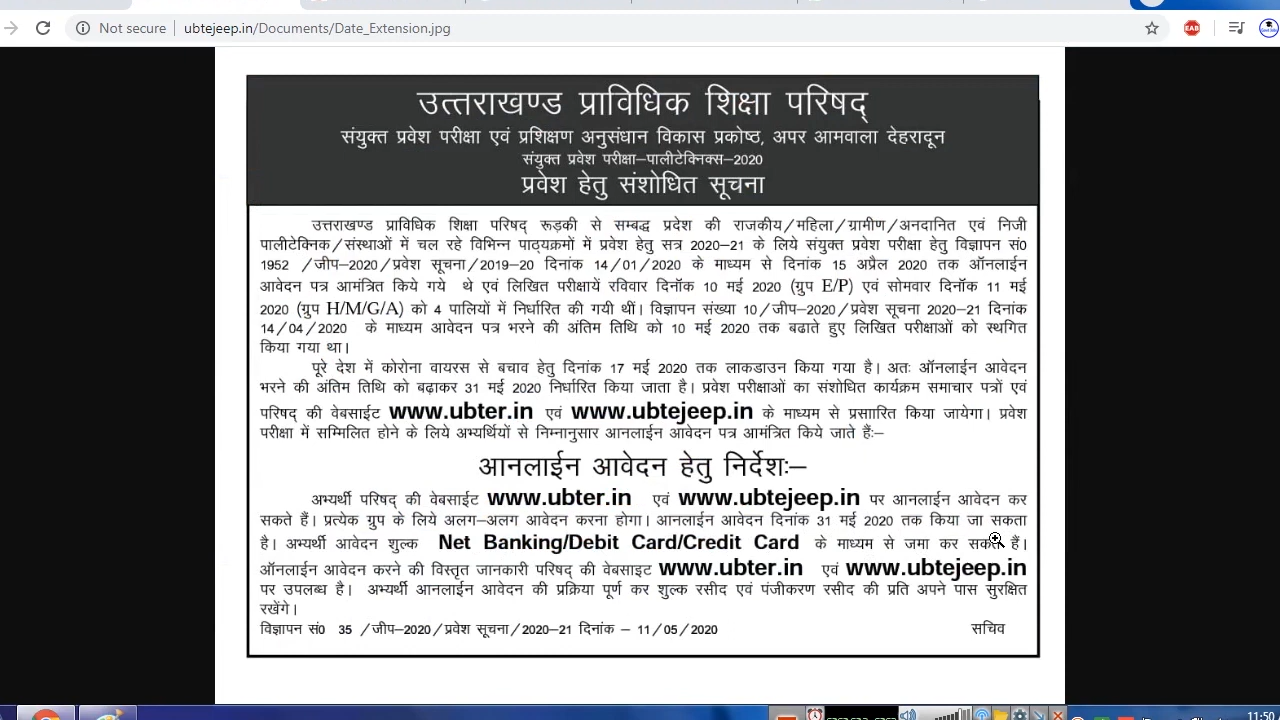 Not secure | ubtejeep.in/Documents/Date_Extension.jpg
EAB
उत्तराखण्ड प्राविधिक शिक्षा परिषद्
संयुक्त प्रवेश परीक्षा एवं प्रशिक्षण अनुसंधान विकास प्रकोष्ठ, अपर आमवाला देहरादून
संयुक्त प्रवेश परीक्षा–पालीटेक्निक्स–2020
प्रवेश हेतु संशोधित सूचना
उत्तराखण्ड प्राविधिक शिक्षा परिषद् रूड़की से सम्बद्ध प्रदेश की राजकीय/महिला/ग्रामीण/अनदानित एवं निजी
पालीटेक्निक/संस्थाओं में चल रहे विभिन्न पाठ्यक्रमों में प्रवेश हेतु सत्र 2020–21 के लिये संयुक्त प्रवेश परीक्षा हेतु विज्ञापन सं0
1952 /जीप–2020/प्रवेश सूचना/2019–20 दिनांक 14/01/2020 के माध्यम से दिनांक 15 अप्रैल 2020 तक ऑनलाईन
आवेदन पत्र आमंत्रित किये गये थे एवं लिखित परीक्षायें रविवार दिनॉक 10 मई 2020 (ग्रुप E/P) एवं सोमवार दिनॉक 11 मई
2020 (ग्रुप H/M/G/A) को 4 पालियों में निर्धारित की गयी थीं। विज्ञापन संख्या 10/जीप–2020/प्रवेश सूचना 2020–21 दिनांक
14/04/2020 के माध्यम आवेदन पत्र भरने की अंतिम तिथि को 10 मई 2020 तक बढाते हुए लिखित परीक्षाओं को स्थगित
किया गया था।
पूरे देश में कोरोना वायरस से बचाव हेतु दिनांक 17 मई 2020 तक लाकडाउन किया गया है। अतः ऑनलाईन आवेदन
भरने की अंतिम तिथि को बढ़ाकर 31 मई 2020 निर्धारित किया जाता है। प्रवेश परीक्षाओं का संशोधित कार्यक्रम समाचार पत्रों एवं
परिषद् की वेबसाईट www.ubter.in एवं www.ubtejeep.in के माध्यम से प्रसाारित किया जायेगा। प्रवेश
परीक्षा में सम्मिलित होने के लिये अभ्यर्थियों से निम्नानुसार आनलाईन आवेदन पत्र आमंत्रित किये जाते हैंः–
आनलाईन आवेदन हेतु निर्देशः–
अभ्यर्थी परिषद् की वेबसाईट www.ubter.in एवं www.ubtejeep.in पर आनलाईन आवेदन कर
सकते हैं। प्रत्येक ग्रुप के लिये अलग–अलग आवेदन करना होगा। आनलाईन आवेदन दिनांक 31 मई 2020 तक किया जा सकता
है। अभ्यर्थी आवेदन शुल्क Net Banking/Debit Card/Credit Card के माध्यम से जमा कर सकते हैं।
ऑनलाईन आवेदन करने की विस्तृत जानकारी परिषद् की वेबसाइट www.ubter.in एवं www.ubtejeep.in
पर उपलब्ध है। अभ्यर्थी आनलाईन आवेदन की प्रक्रिया पूर्ण कर शुल्क रसीद एवं पंजीकरण रसीद की प्रति अपने पास सुरक्षित
रखेंगे।
विज्ञापन सं0 35 /जीप–2020/प्रवेश सूचना/2020–21 दिनांक – 11/05/2020 सचिव
11:50